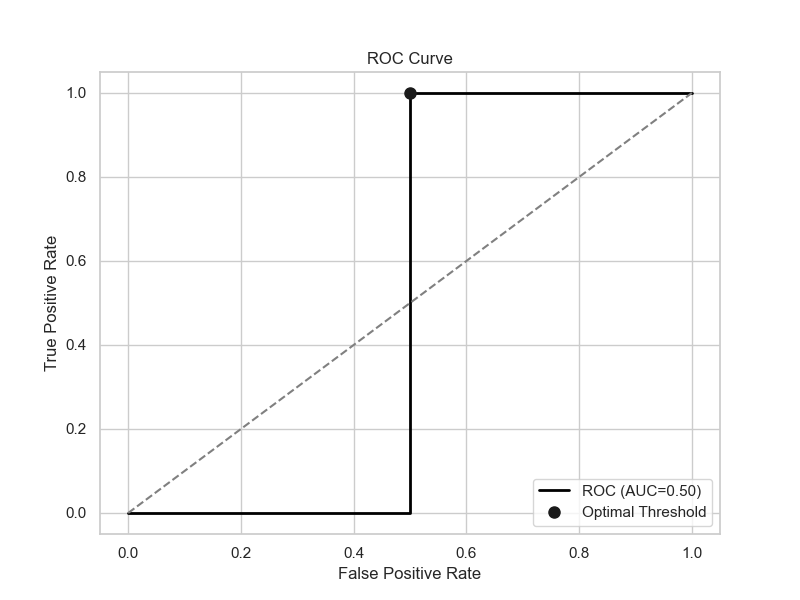 ROC Curve
True Positive Rate
1.0
0.8
0.6
0.4
0.2
0.0
0.0 0.2 0.4 0.6 0.8 1.0
False Positive Rate
ROC (AUC=0.50)
Optimal Threshold